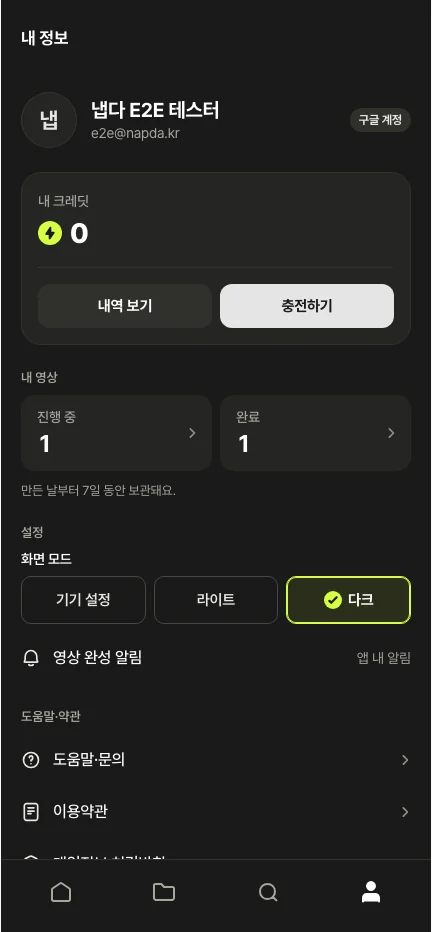 내 정보
냅
냅다 E2E 테스터
e2e@napda.kr
구글 계정
내 크레딧
0
내역 보기
충전하기
내 영상
진행 중
1
완료
1
만든 날부터 7일 동안 보관돼요.
설정
화면 모드
기기 설정
라이트
다크
영상 완성 알림
앱 내 알림
도움말·약관
도움말·문의
이용약관